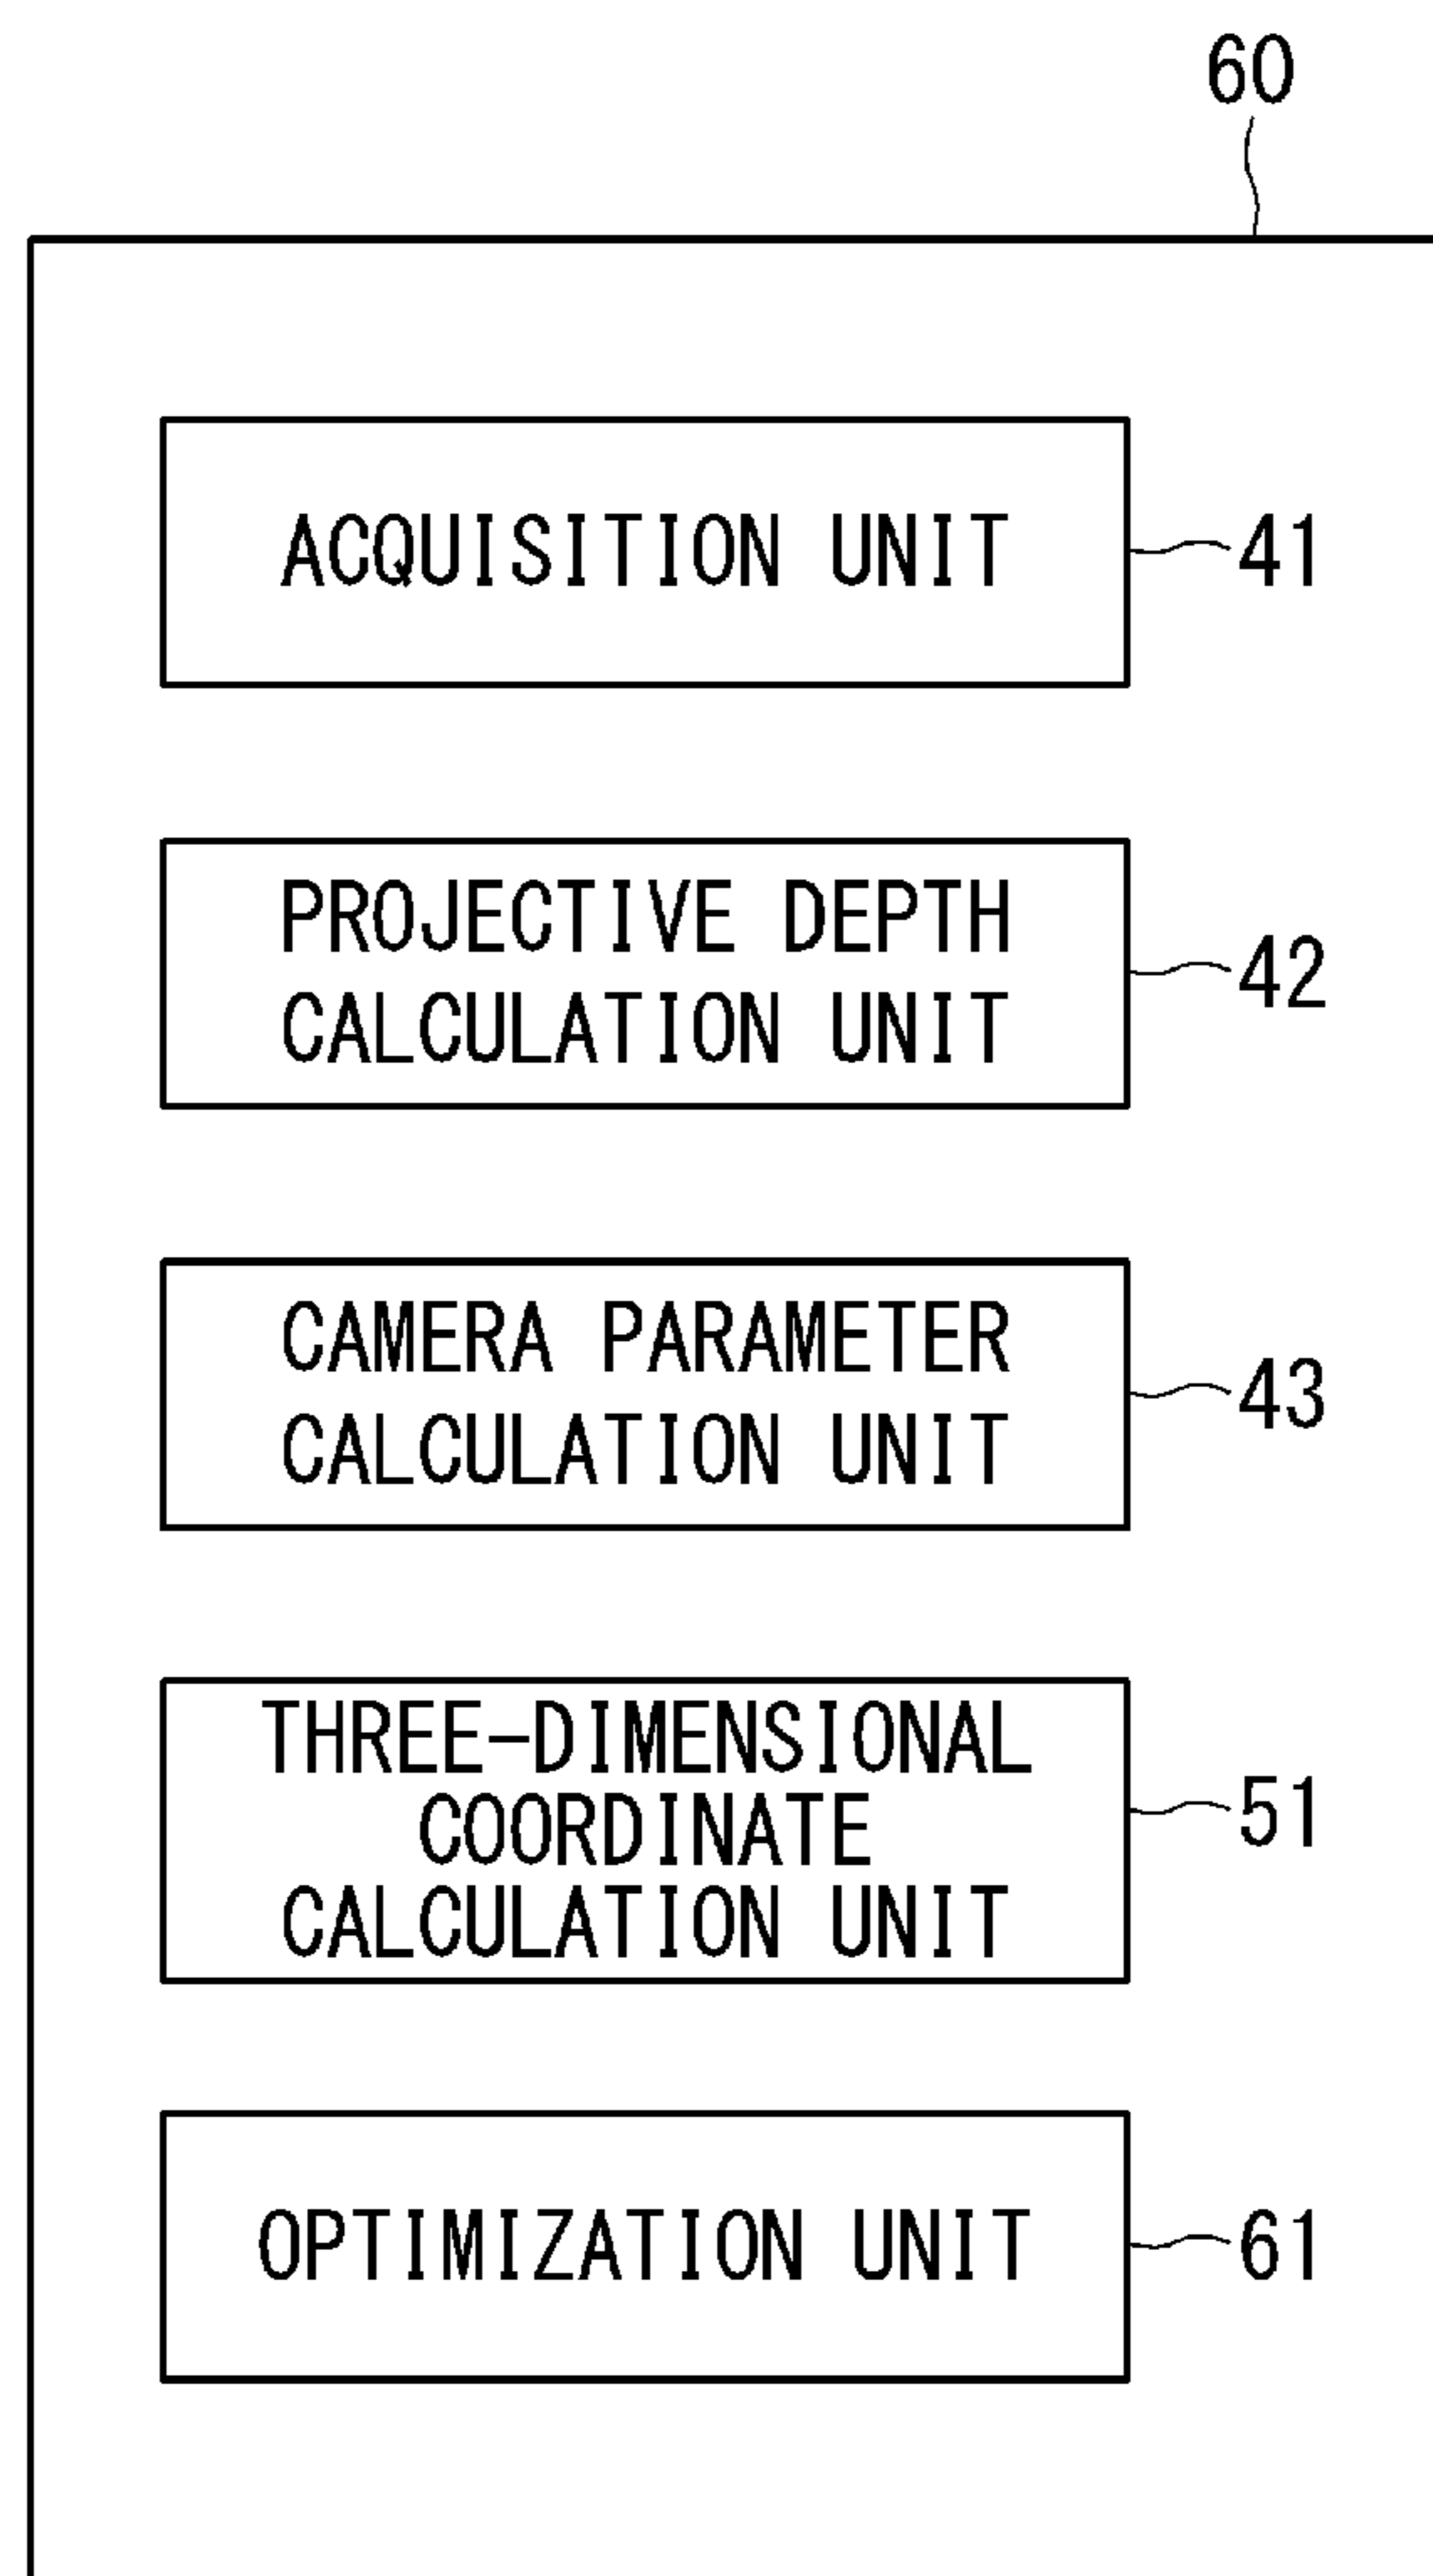 60
ACQUISITION UNIT
41
PROJECTIVE DEPTH
CALCULATION UNIT
42
CAMERA PARAMETER
CALCULATION UNIT
43
THREE-DIMENSIONAL
COORDINATE
CALCULATION UNIT
51
OPTIMIZATION UNIT
61